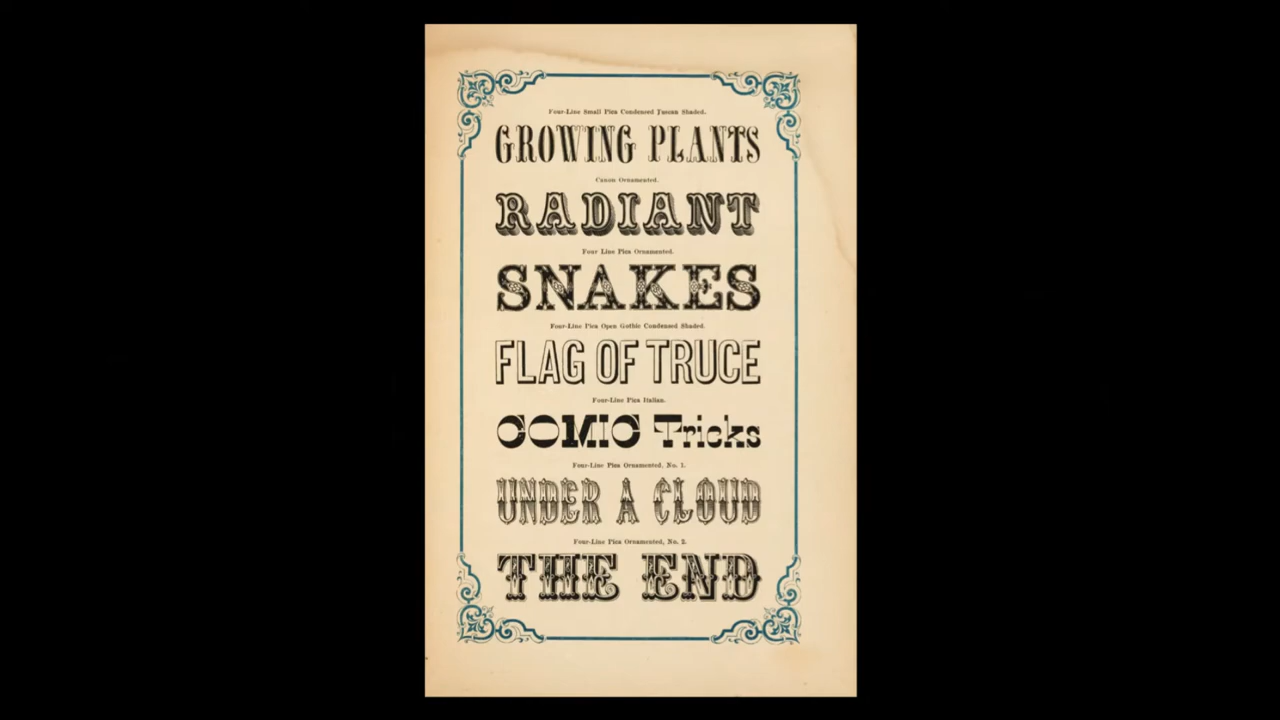 Four-Line Small Pica Condensed Tuscan Shaded.
GROWING PLANTS
Canon Ornamented.
RADIANT
Four Line Pica Ornamented.
SNAKES
Four-Line Pica Open Gothic Condensed Shaded.
FLAG OF TRUCE
Four-Line Pica Italian.
COMIC Tricks
Four-Line Pica Ornamented, No. 1.
UNDER A CLOUD
Four-Line Pica Ornamented, No. 2.
THE END